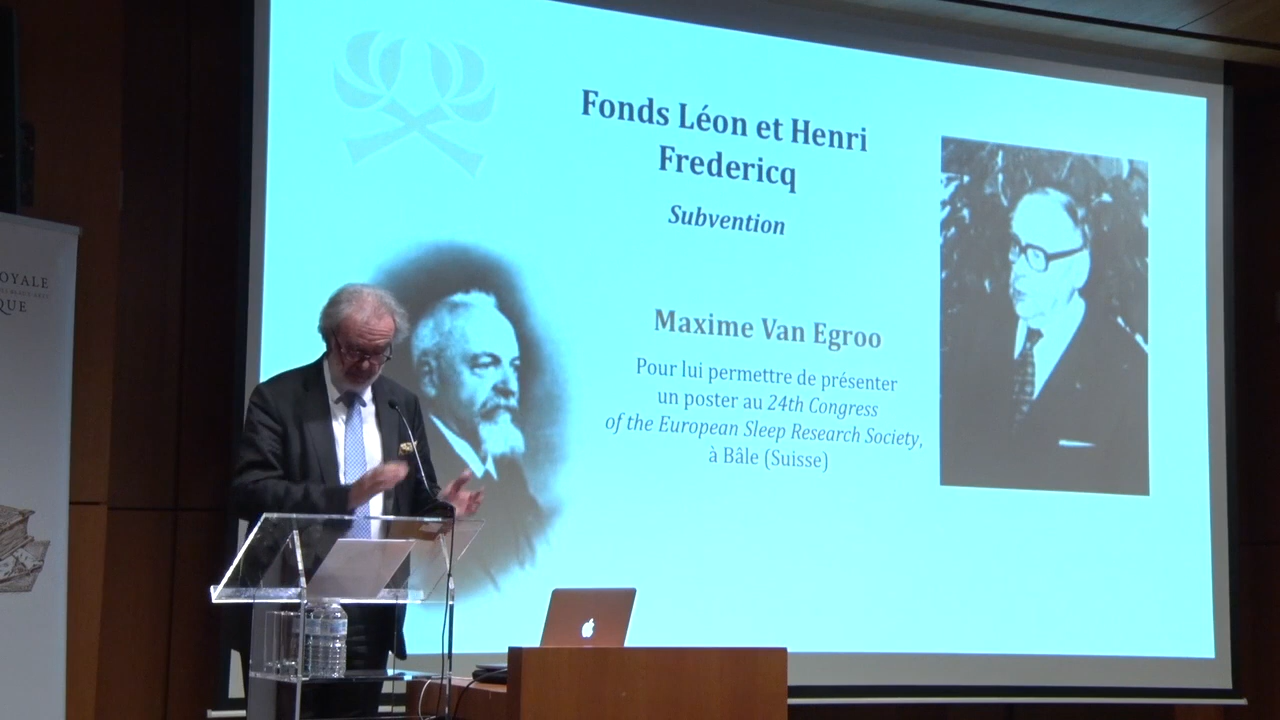 OYALE
QUE
Fonds Léon et Henri
Fredericq
Subvention
Maxime Van Egroo
Pour lui permettre de présenter
un poster au 24th Congress
of the European Sleep Research Society,
à Bâle (Suisse)